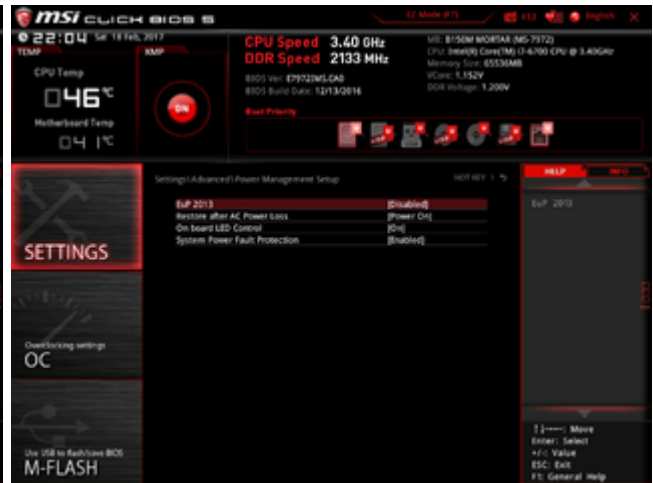 msi CLICK BIOS 5
EZ Mode (F7)
F12
English
X
22:04 Sat 18 Feb, 2017
TEMP
XMP
CPU Temp
46°C
Motherboard Temp
41°C
ON
CPU Speed 3.40 GHz
DDR Speed 2133 MHz
BIOS Ver: E7972IMS.CA0
BIOS Build Date: 12/13/2016
MB: B150M MORTAR (MS-7972)
CPU: Intel(R) Core(TM) i7-6700 CPU @ 3.40GHz
Memory Size: 65536MB
VCore: 1.152V
DDR Voltage: 1.200V
Boot Priority
SETTINGS
Overclocking settings
OC
Use USB to flash/save BIOS
M-FLASH
Settings\Advanced\Power Management Setup
HOT KEY
EuP 2013 [Disabled]
Restore after AC Power Loss [Power On]
On board LED Control [On]
System Power Fault Protection [Enabled]
HELP
INFO
EuP 2013
Move
Enter: Select
+/-: Value
ESC: Exit
F1: General Help